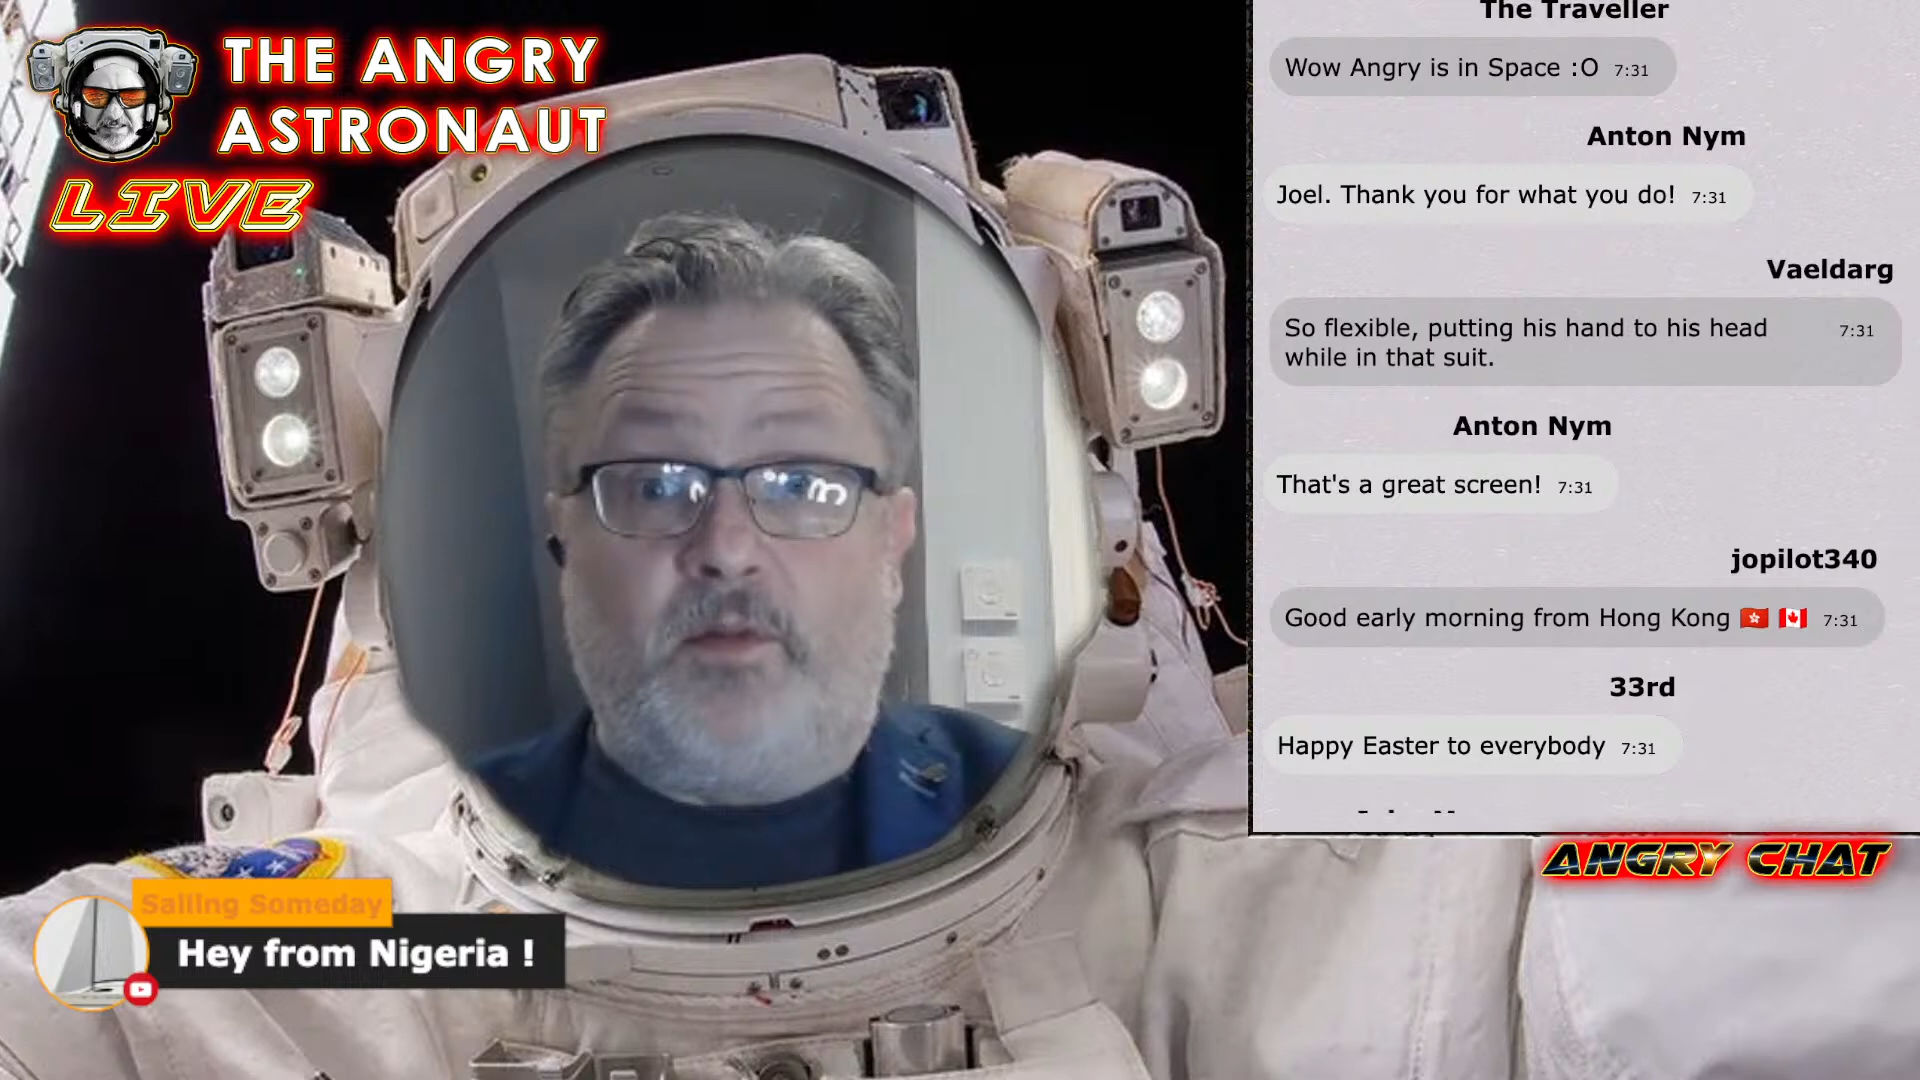 THE ANGRY
ASTRONAUT
LIVE
The Traveller
Wow Angry is in Space :O 7:31
Anton Nym
Joel. Thank you for what you do! 7:31
Vaeldarg
So flexible, putting his hand to his head 7:31
while in that suit.
Anton Nym
That's a great screen! 7:31
jopilot340
Good early morning from Hong Kong 🇭🇰 🇨🇦 7:31
33rd
Happy Easter to everybody 7:31
ANGRY CHAT
Sailing Someday
Hey from Nigeria !